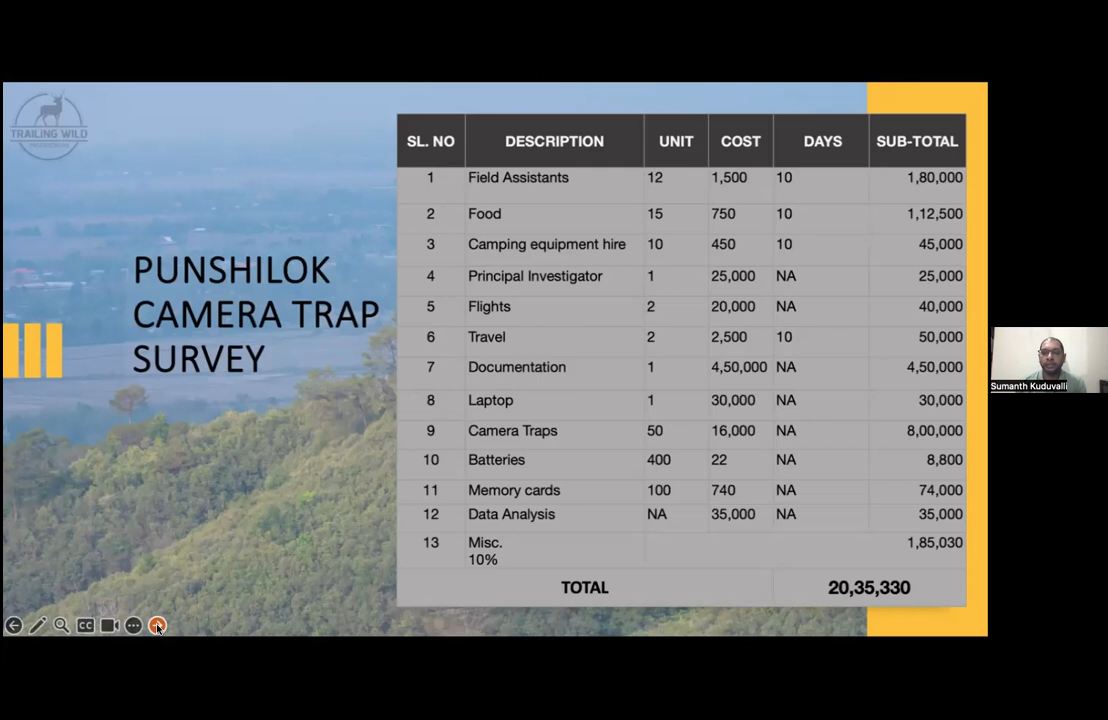 TRAILING WILD
PUNSHILOK
CAMERA TRAP
SURVEY
SL. NO DESCRIPTION UNIT COST DAYS SUB-TOTAL
1 Field Assistants 12 1,500 10 1,80,000
2 Food 15 750 10 1,12,500
3 Camping equipment hire 10 450 10 45,000
4 Principal Investigator 1 25,000 NA 25,000
5 Flights 2 20,000 NA 40,000
6 Travel 2 2,500 10 50,000
7 Documentation 1 4,50,000 NA 4,50,000
8 Laptop 1 30,000 NA 30,000
9 Camera Traps 50 16,000 NA 8,00,000
10 Batteries 400 22 NA 8,800
11 Memory cards 100 740 NA 74,000
12 Data Analysis NA 35,000 NA 35,000
13 Misc. 1,85,030
10%
TOTAL 20,35,330
CC
Sumanth Kuduvalli